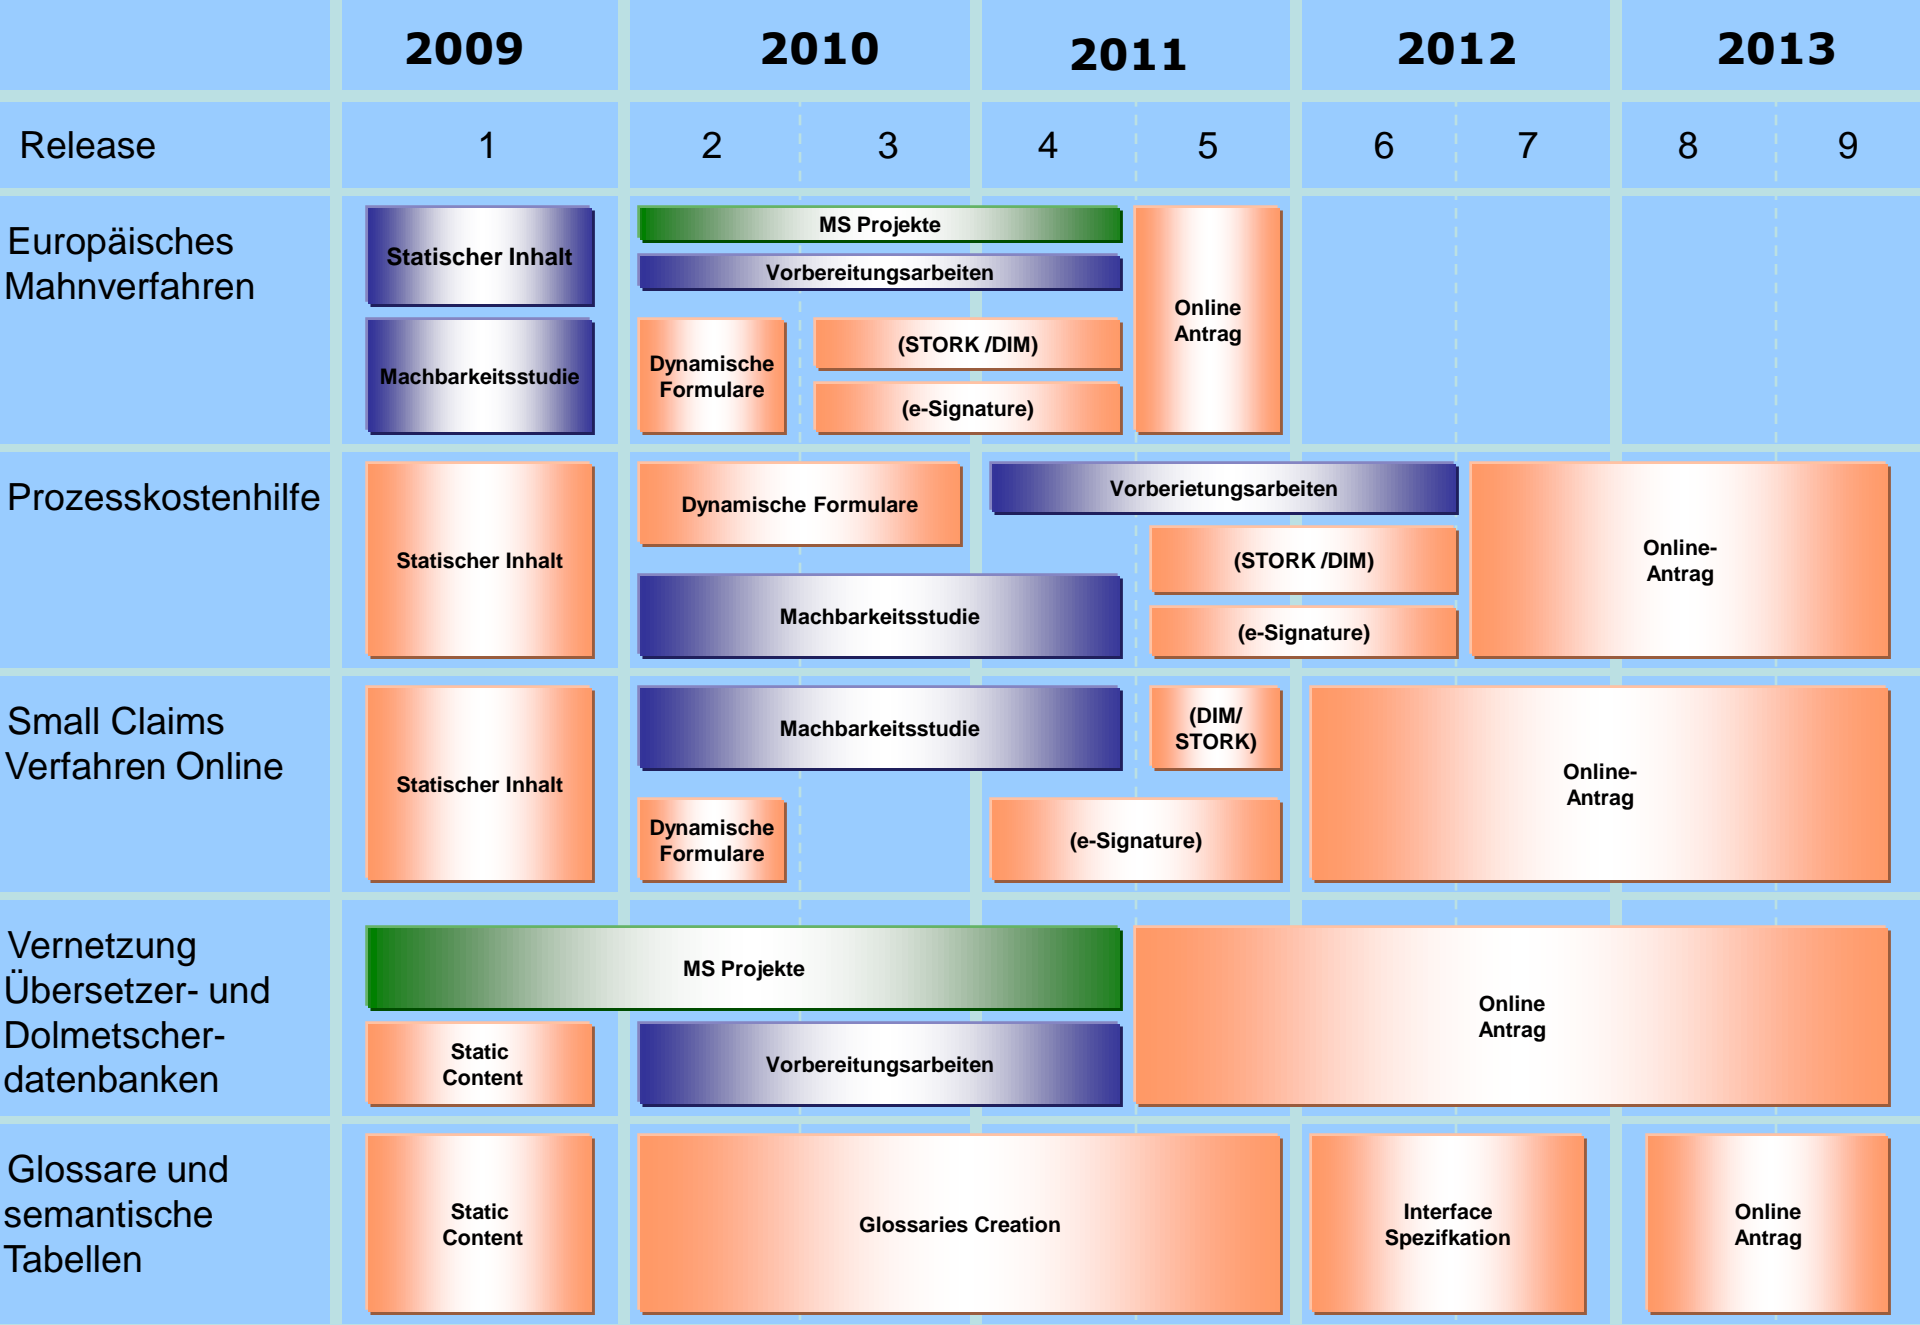 2009 2010 2011 2012 2013
Release 1 2 3 4 5 6 7 8 9
Europäisches
Mahnverfahren
Statischer Inhalt
Machbarkeitsstudie
MS Projekte
Vorbereitungsarbeiten
Dynamische
Formulare
(STORK /DIM)
(e-Signature)
Online
Antrag
Prozesskostenhilfe
Statischer Inhalt
Dynamische Formulare
Machbarkeitsstudie
Vorberietungsarbeiten
(STORK /DIM)
(e-Signature)
Online-
Antrag
Small Claims
Verfahren Online
Statischer Inhalt
Machbarkeitsstudie
Dynamische
Formulare
(DIM/
STORK)
(e-Signature)
Online-
Antrag
Vernetzung
Übersetzer- und
Dolmetscher-
datenbanken
MS Projekte
Static
Content
Vorbereitungsarbeiten
Online
Antrag
Glossare und
semantische
Tabellen
Static
Content
Glossaries Creation
Interface
Spezifkation
Online
Antrag